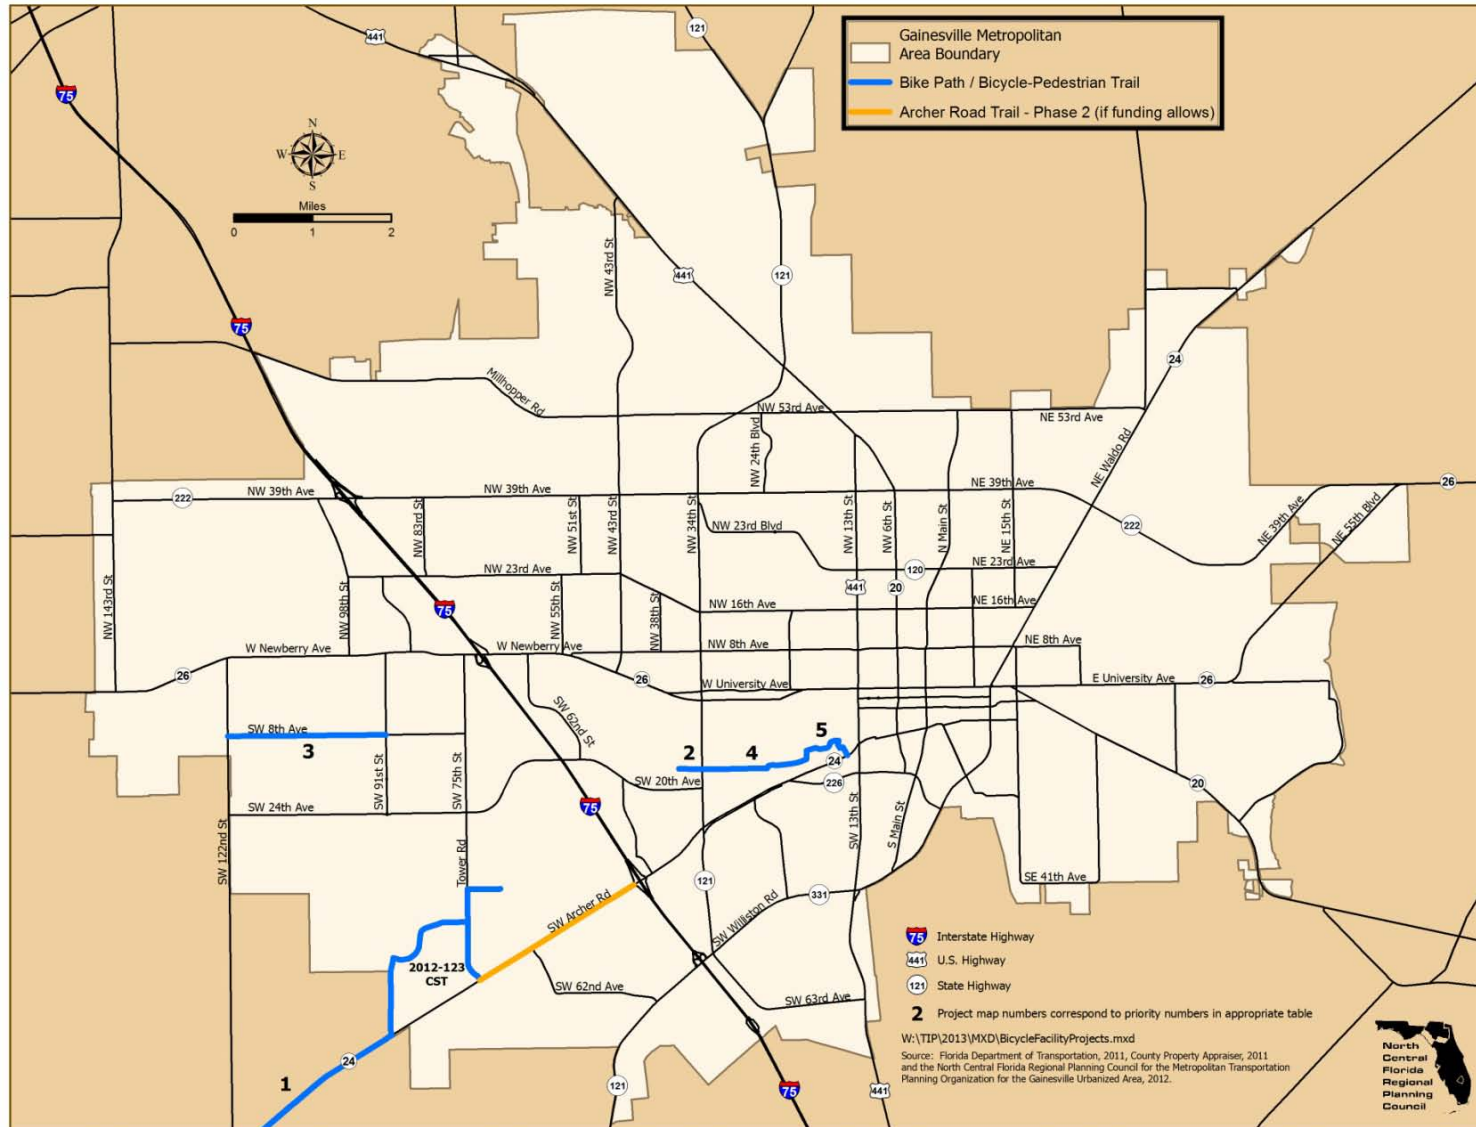 Gainesville Metropolitan
Area Boundary
Bike Path / Bicycle-Pedestrian Trail
Archer Road Trail - Phase 2 (if funding allows)
441
121
75
N
W E
S
Miles
0 1 2
NW 43rd St
441
121
75
24
Millhopper Rd
NW 53rd Ave
NE 53rd Ave
NW 24th Blvd
NE Waldo Rd
222
NW 39th Ave
NW 39th Ave
NE 39th Ave
26
NW 83rd St
NW 51st St
NW 43rd St
NW 34th St
NW 23rd Blvd
NW 13th St
NW 6th St
N Main St
NE 15th St
222
NE 39th Ave
NE 55th Blvd
NW 143rd St
NW 98th St
NW 23rd Ave
120
NE 23rd Ave
441
20
75
NW 55th St
NW 38th St
NW 16th Ave
NE 16th Ave
W Newberry Ave
W Newberry Ave
NW 8th Ave
NE 8th Ave
26
26
W University Ave
E University Ave
26
SW 8th Ave
3
SW 62nd St
5
2
4
24
SW 91st St
SW 75th St
SW 20th Ave
226
20
SW 24th Ave
75
SW 122nd St
Tower Rd
SW 13th St
S Main St
121
SE 41th Ave
331
SW Archer Rd
SW Williston Rd
2012-123
CST
SW 62nd Ave
SW 63rd Ave
24
1
121
75
441
75 Interstate Highway
441 U.S. Highway
121 State Highway
2 Project map numbers correspond to priority numbers in appropriate table
W:\TIP\2013\MXD\BicycleFacilityProjects.mxd
Source: Florida Department of Transportation, 2011, County Property Appraiser, 2011
and the North Central Florida Regional Planning Council for the Metropolitan Transportation
Planning Organization for the Gainesville Urbanized Area, 2012.
North
Central
Florida
Regional
Planning
Council